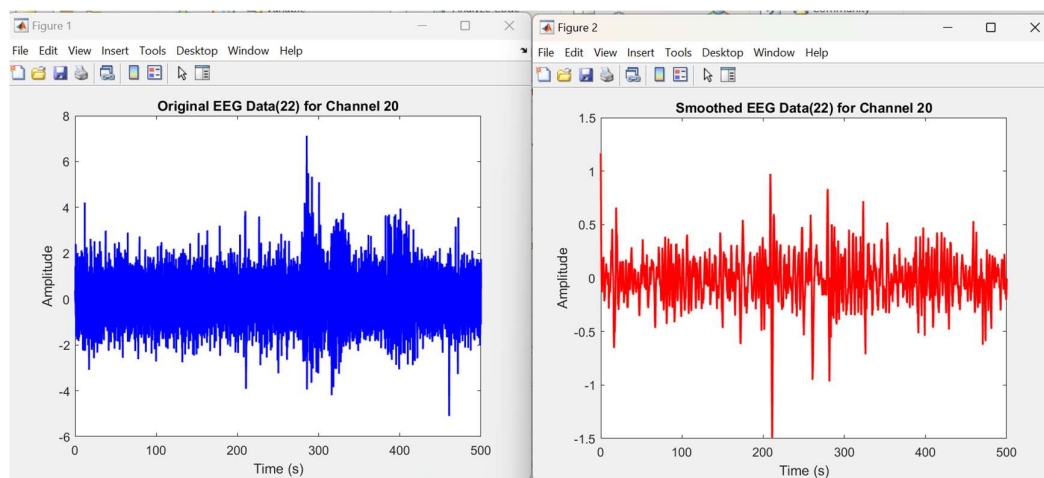 Figure 1
File Edit View Insert Tools Desktop Window Help
Original EEG Data(22) for Channel 20
8
6
4
2
0
-2
-4
-6
Amplitude
0 100 200 300 400 500
Time (s)
Figure 2
File Edit View Insert Tools Desktop Window Help
Smoothed EEG Data(22) for Channel 20
1.5
1
0.5
0
-0.5
-1
-1.5
Amplitude
0 100 200 300 400 500
Time (s)